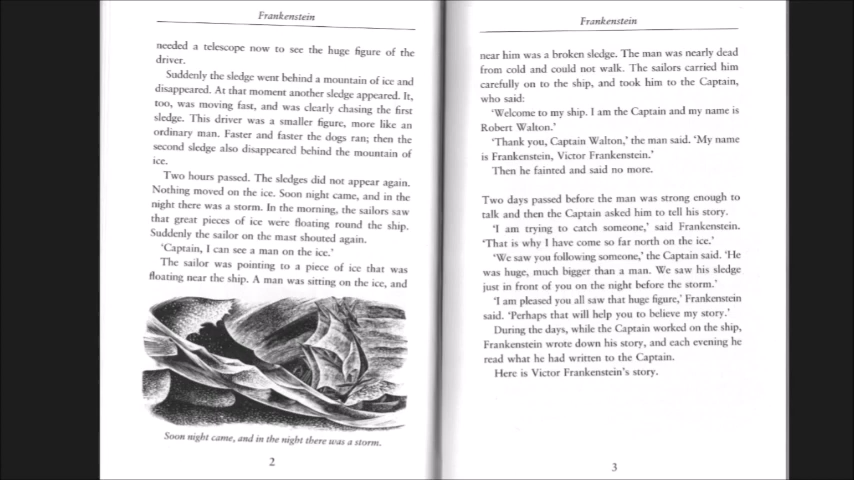 Frankenstein
needed a telescope now to see the huge figure of the
driver.
Suddenly the sledge went behind a mountain of ice and
disappeared. At that moment another sledge appeared. It,
too, was moving fast, and was clearly chasing the first
sledge. This driver was a smaller figure, more like an
ordinary man. Faster and faster the dogs ran; then the
second sledge also disappeared behind the mountain of
ice.
Two hours passed. The sledges did not appear again.
Nothing moved on the ice. Soon night came, and in the
night there was a storm. In the morning, the sailors saw
that great pieces of ice were floating round the ship.
Suddenly the sailor on the mast shouted again.
‘Captain, I can see a man on the ice.’
The sailor was pointing to a piece of ice that was
floating near the ship. A man was sitting on the ice, and
Soon night came, and in the night there was a storm.
2
Frankenstein
near him was a broken sledge. The man was nearly dead
from cold and could not walk. The sailors carried him
carefully on to the ship, and took him to the Captain,
who said:
‘Welcome to my ship. I am the Captain and my name is
Robert Walton.’
‘Thank you, Captain Walton,’ the man said. ‘My name
is Frankenstein, Victor Frankenstein.’
Then he fainted and said no more.
Two days passed before the man was strong enough to
talk and then the Captain asked him to tell his story.
‘I am trying to catch someone,’ said Frankenstein.
‘That is why I have come so far north on the ice.’
‘We saw you following someone,’ the Captain said. ‘He
was huge, much bigger than a man. We saw his sledge
just in front of you on the night before the storm.’
‘I am pleased you all saw that huge figure,’ Frankenstein
said. ‘Perhaps that will help you to believe my story.’
During the days, while the Captain worked on the ship,
Frankenstein wrote down his story, and each evening he
read what he had written to the Captain.
Here is Victor Frankenstein’s story.
3